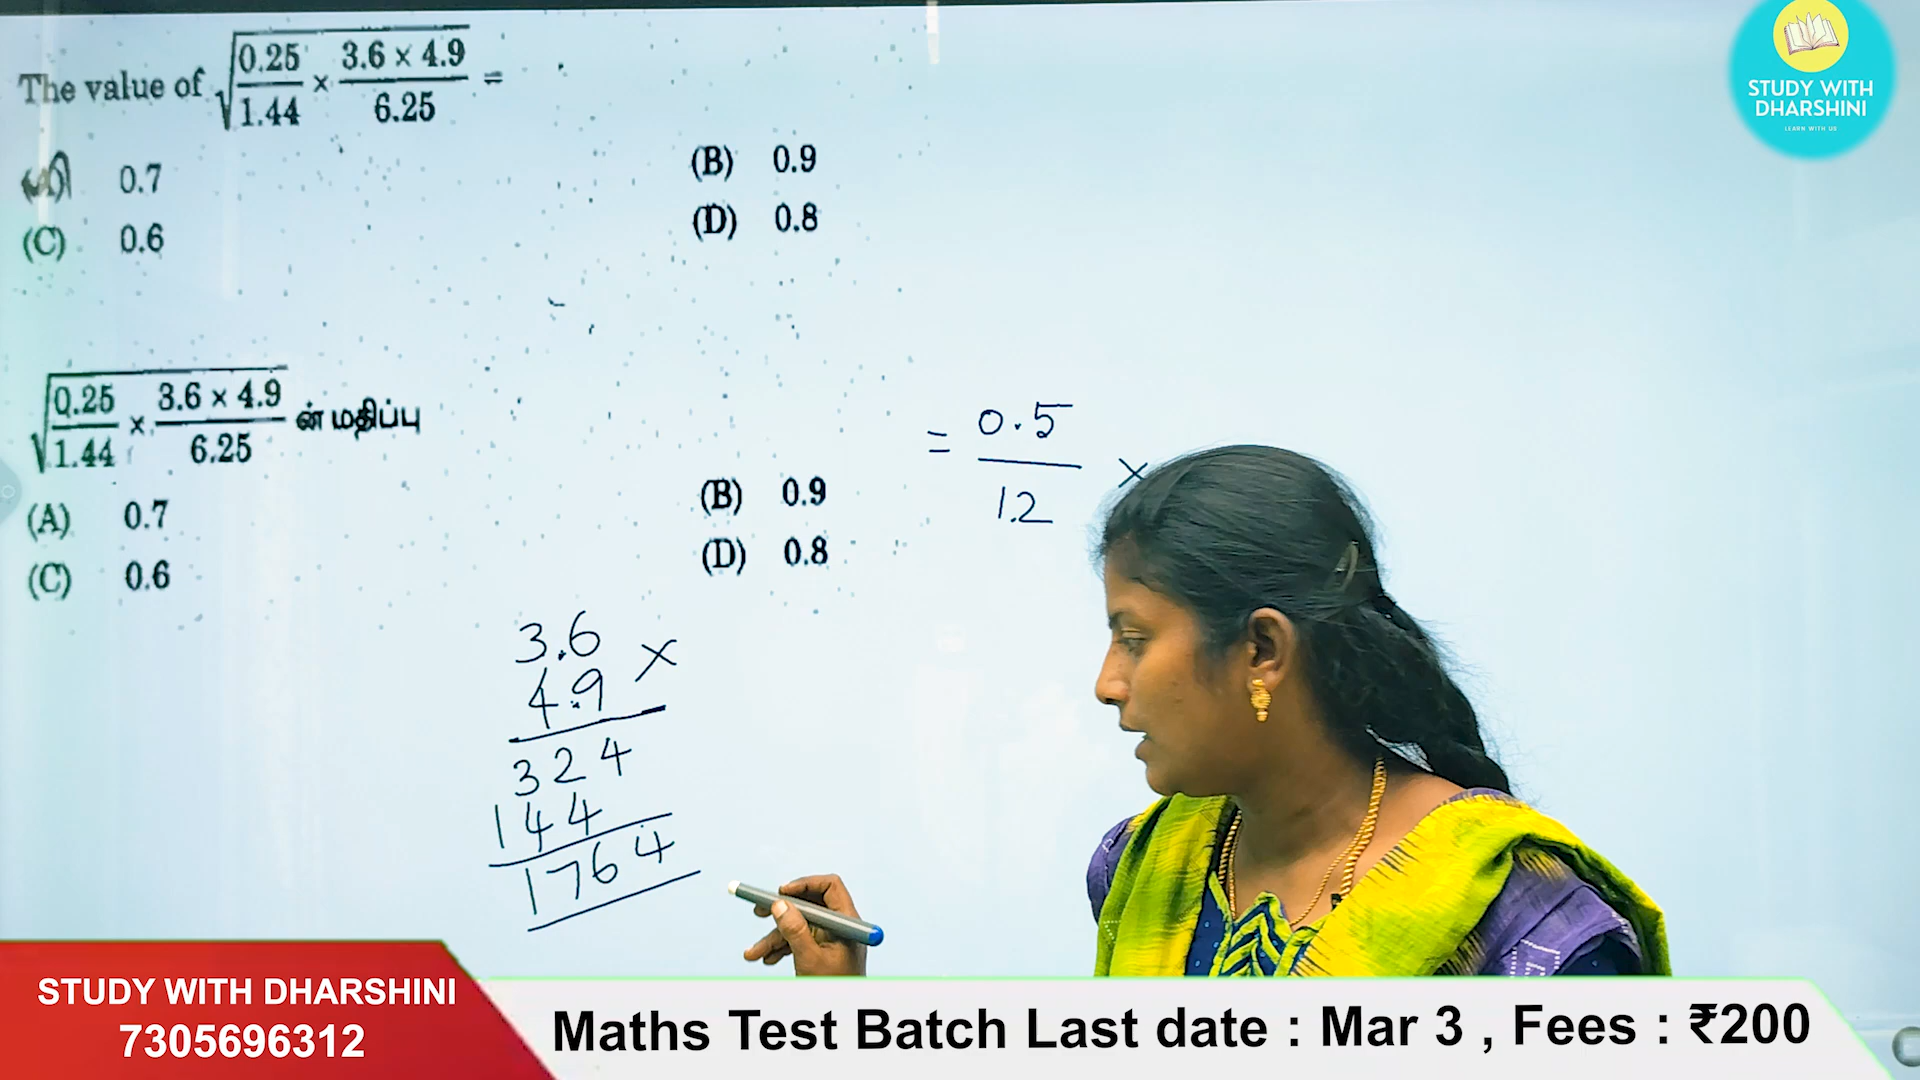 The value of √(0.25/1.44 × 3.6 × 4.9/6.25) =
0.7
(B) 0.9
(C) 0.6
(D) 0.8
√(0.25/1.44 × 3.6 × 4.9/6.25) ன் மதிப்பு
(A) 0.7
(B) 0.9
(C) 0.6
(D) 0.8
= 0.5/1.2 ×
3.6 ×
4.9
324
144
1764
STUDY WITH
DHARSHINI
LEARN WITH US
STUDY WITH DHARSHINI
7305696312
Maths Test Batch Last date : Mar 3 , Fees : ₹200